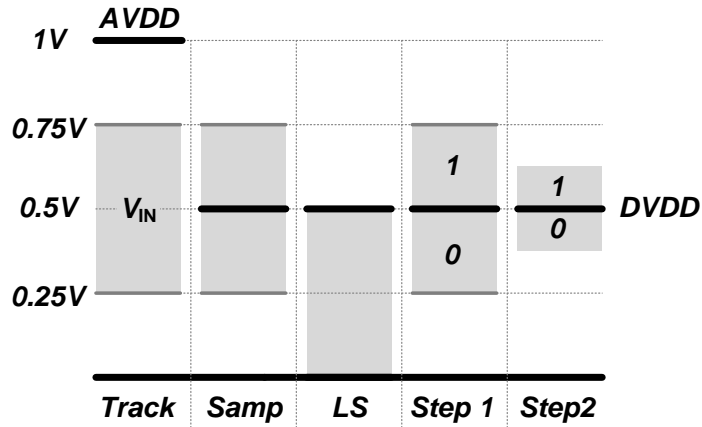 AVDD
1V
0.75V
1
1
0.5V
VIN
DVDD
0
0
0.25V
Track
Samp
LS
Step 1
Step2